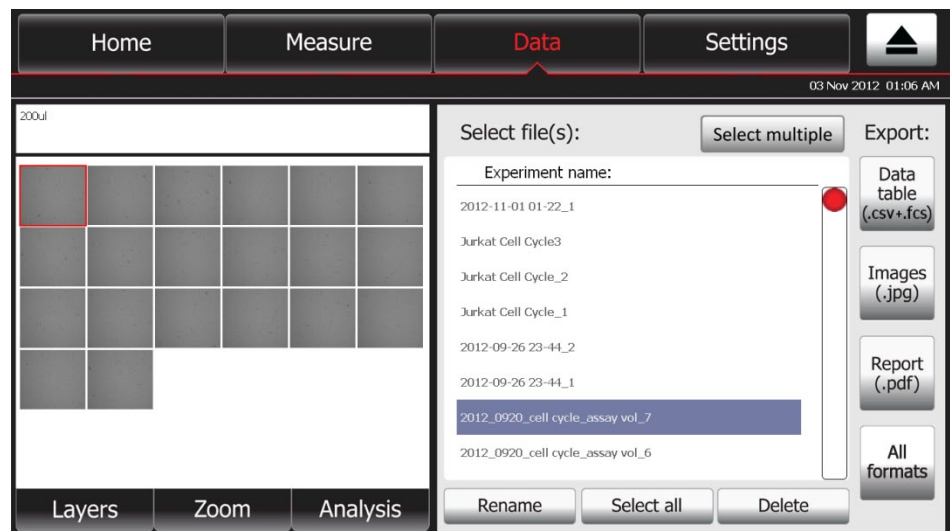 Home
Measure
Data
Settings
03 Nov 2012 01:06 AM
200ul
Layers
Zoom
Analysis
Select file(s):
Select multiple
Experiment name:
2012-11-01 01-22_1
Jurkat Cell Cycle3
Jurkat Cell Cycle_2
Jurkat Cell Cycle_1
2012-09-26 23-44_2
2012-09-26 23-44_1
2012_0920_cell cycle_assay vol_7
2012_0920_cell cycle_assay vol_6
Rename
Select all
Delete
Export:
Data
table
(.csv+.fcs)
Images
(.jpg)
Report
(.pdf)
All
formats